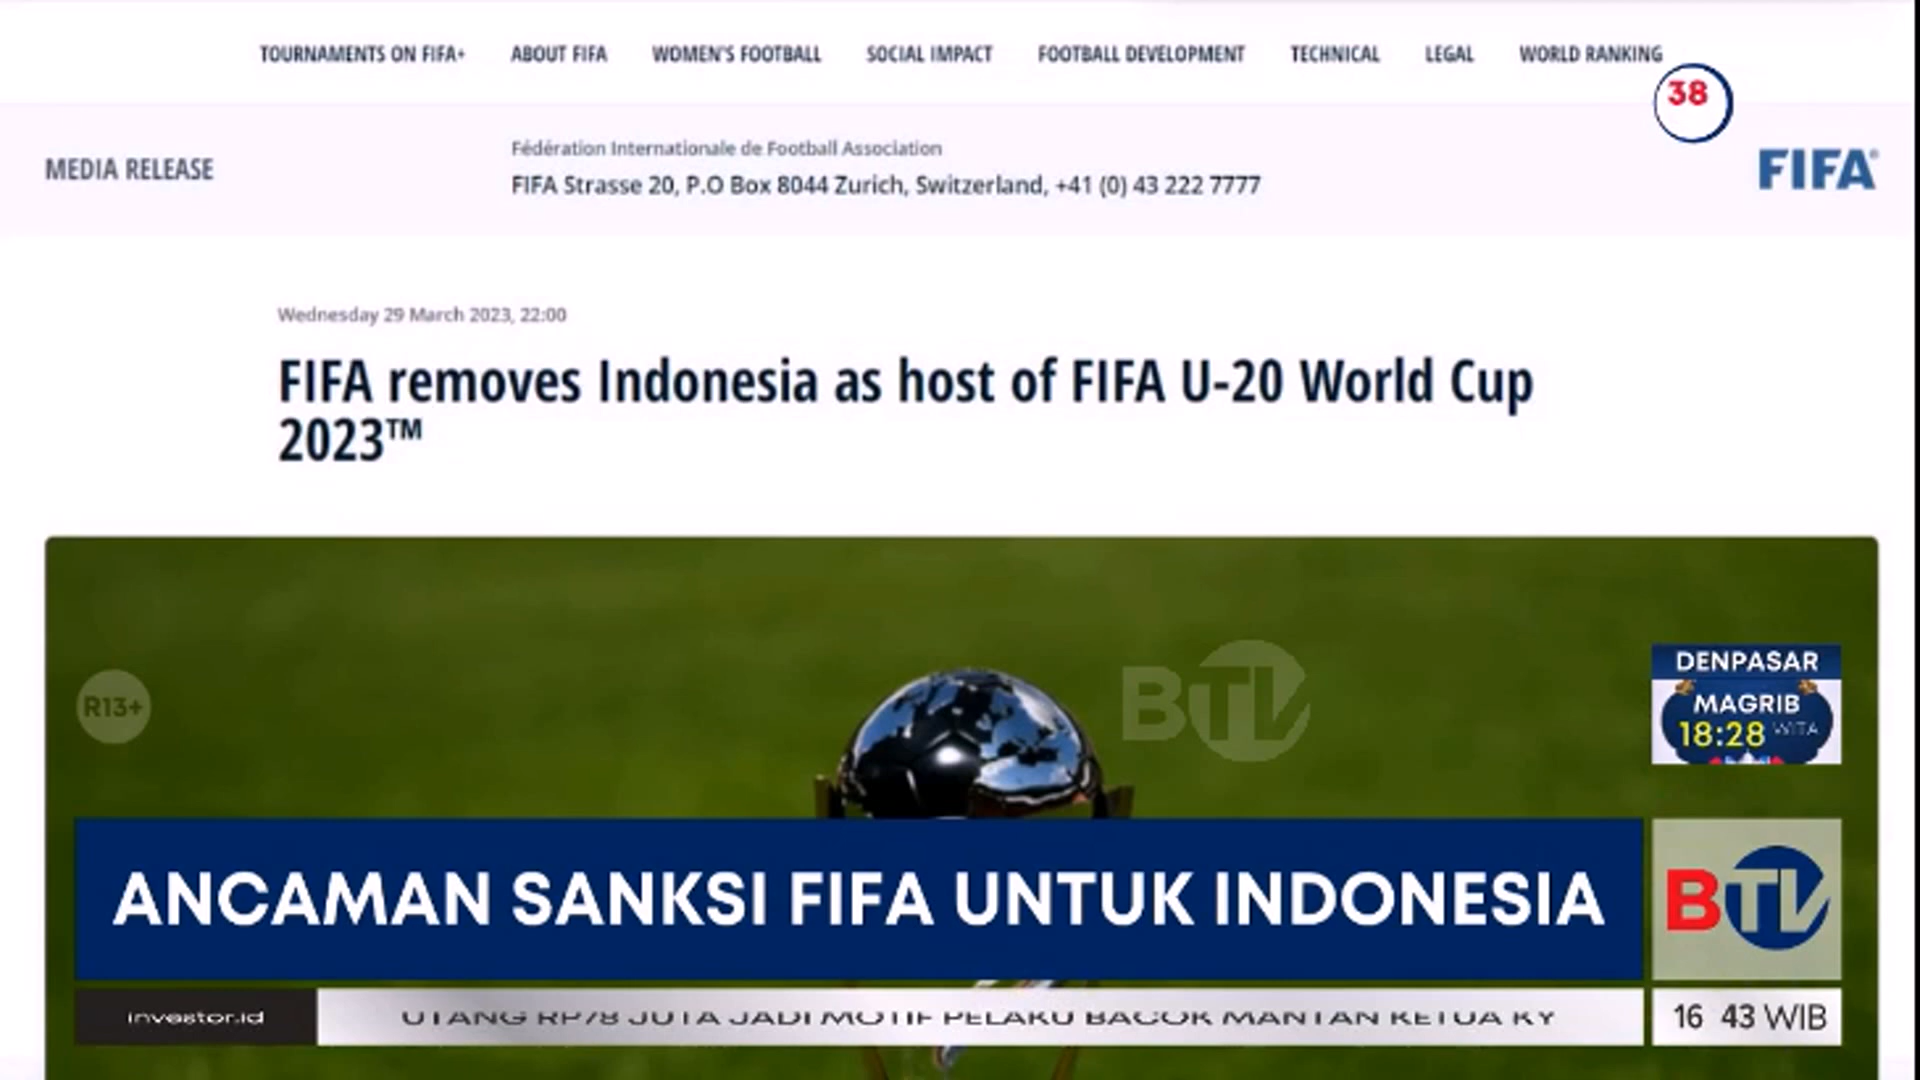 TOURNAMENTS ON FIFA+ ABOUT FIFA WOMEN'S FOOTBALL SOCIAL IMPACT FOOTBALL DEVELOPMENT TECHNICAL LEGAL WORLD RANKING
38
MEDIA RELEASE
Fédération Internationale de Football Association
FIFA Strasse 20, P.O Box 8044 Zurich, Switzerland, +41 (0) 43 222 7777
FIFA®
Wednesday 29 March 2023, 22:00
FIFA removes Indonesia as host of FIFA U-20 World Cup
2023™
R13+
BTV
DENPASAR
MAGRIB
18:28 WITA
ANCAMAN SANKSI FIFA UNTUK INDONESIA
BTV
investor.id
UTANG RP78 JUTA JADI MOTIF PELAKU BACOK MANTAN KETUA KY
16 43 WIB